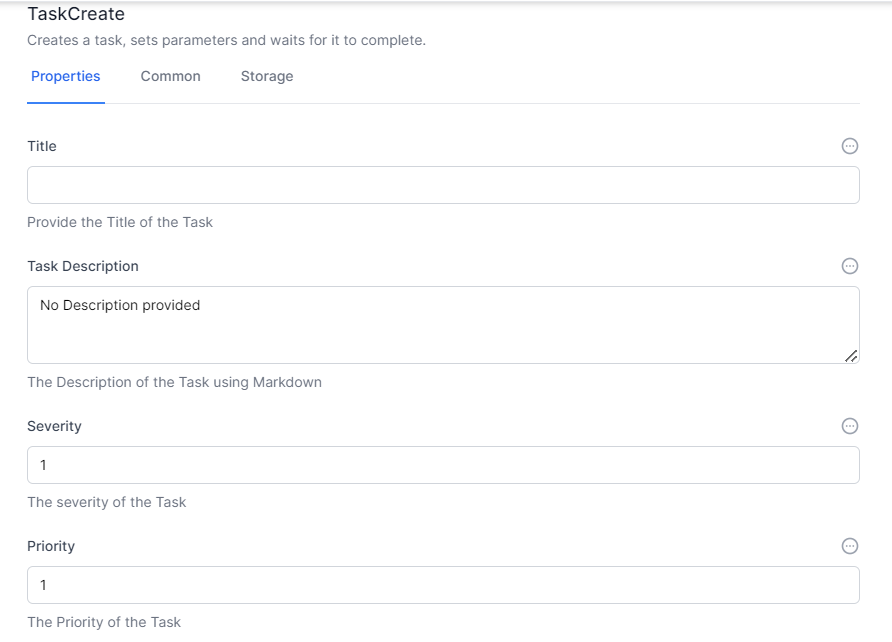 TaskCreate
Creates a task, sets parameters and waits for it to complete.
Properties Common Storage
Title
Provide the Title of the Task
Task Description
No Description provided
The Description of the Task using Markdown
Severity
1
The severity of the Task
Priority
1
The Priority of the Task